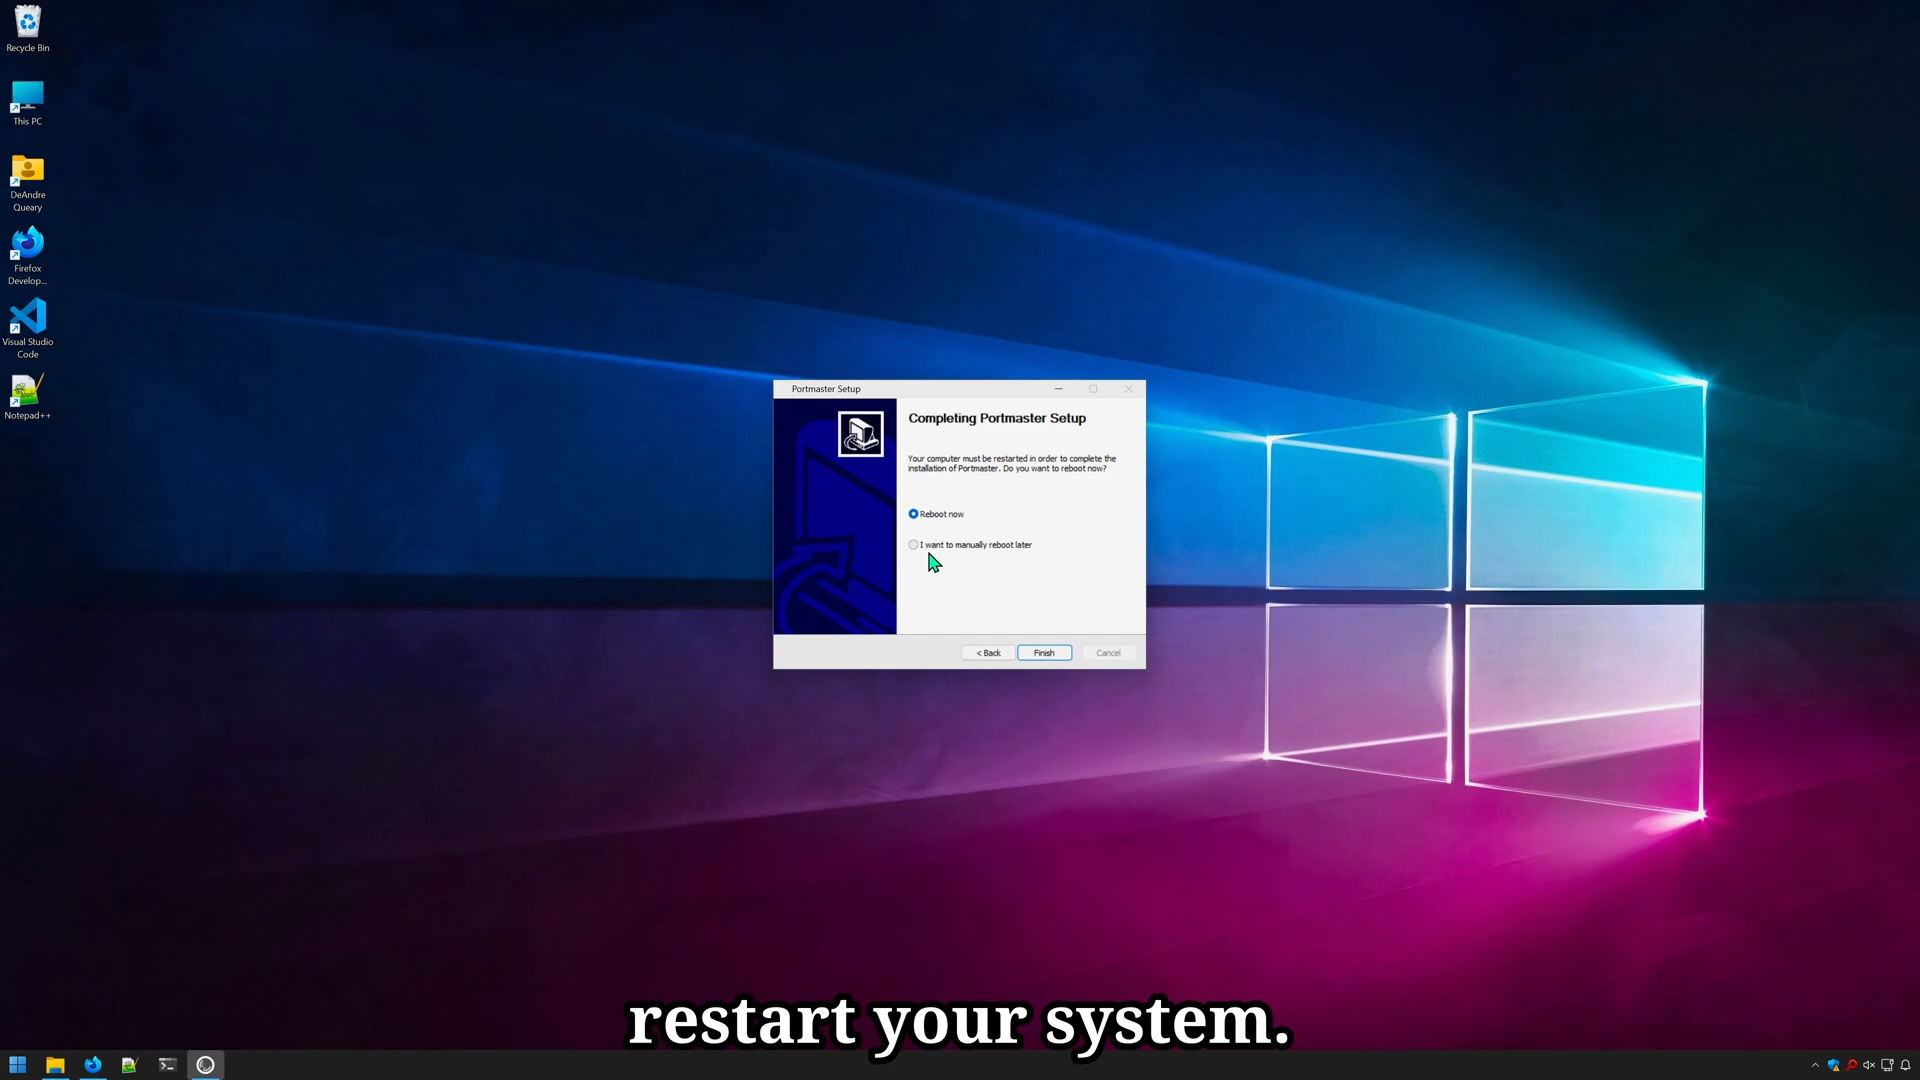 Recycle Bin
This PC
DeAndre
Queary
Firefox
Develop...
Visual Studio
Code
Notepad++
Portmaster Setup
Completing Portmaster Setup
Your computer must be restarted in order to complete the
installation of Portmaster. Do you want to reboot now?
Reboot now
I want to manually reboot later
< Back
Finish
Cancel
restart your system.